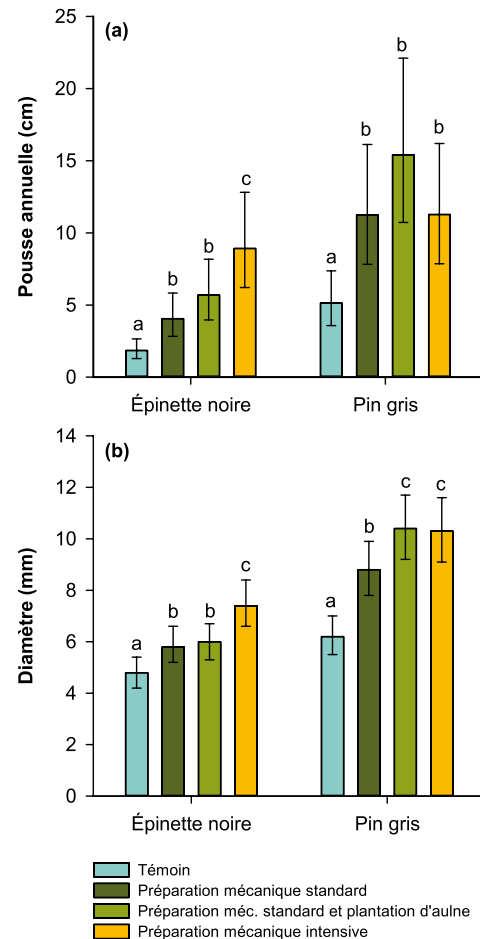 (a)
Pousse annuelle (cm)
25
20
15
10
5
0
a
b
b
c
a
b
b
b
Épinette noire
Pin gris
(b)
Diamètre (mm)
14
12
10
8
6
4
2
0
a
b
b
c
a
b
c
c
Épinette noire
Pin gris
Témoin
Préparation mécanique standard
Préparation méc. standard et plantation d'aulne
Préparation mécanique intensive